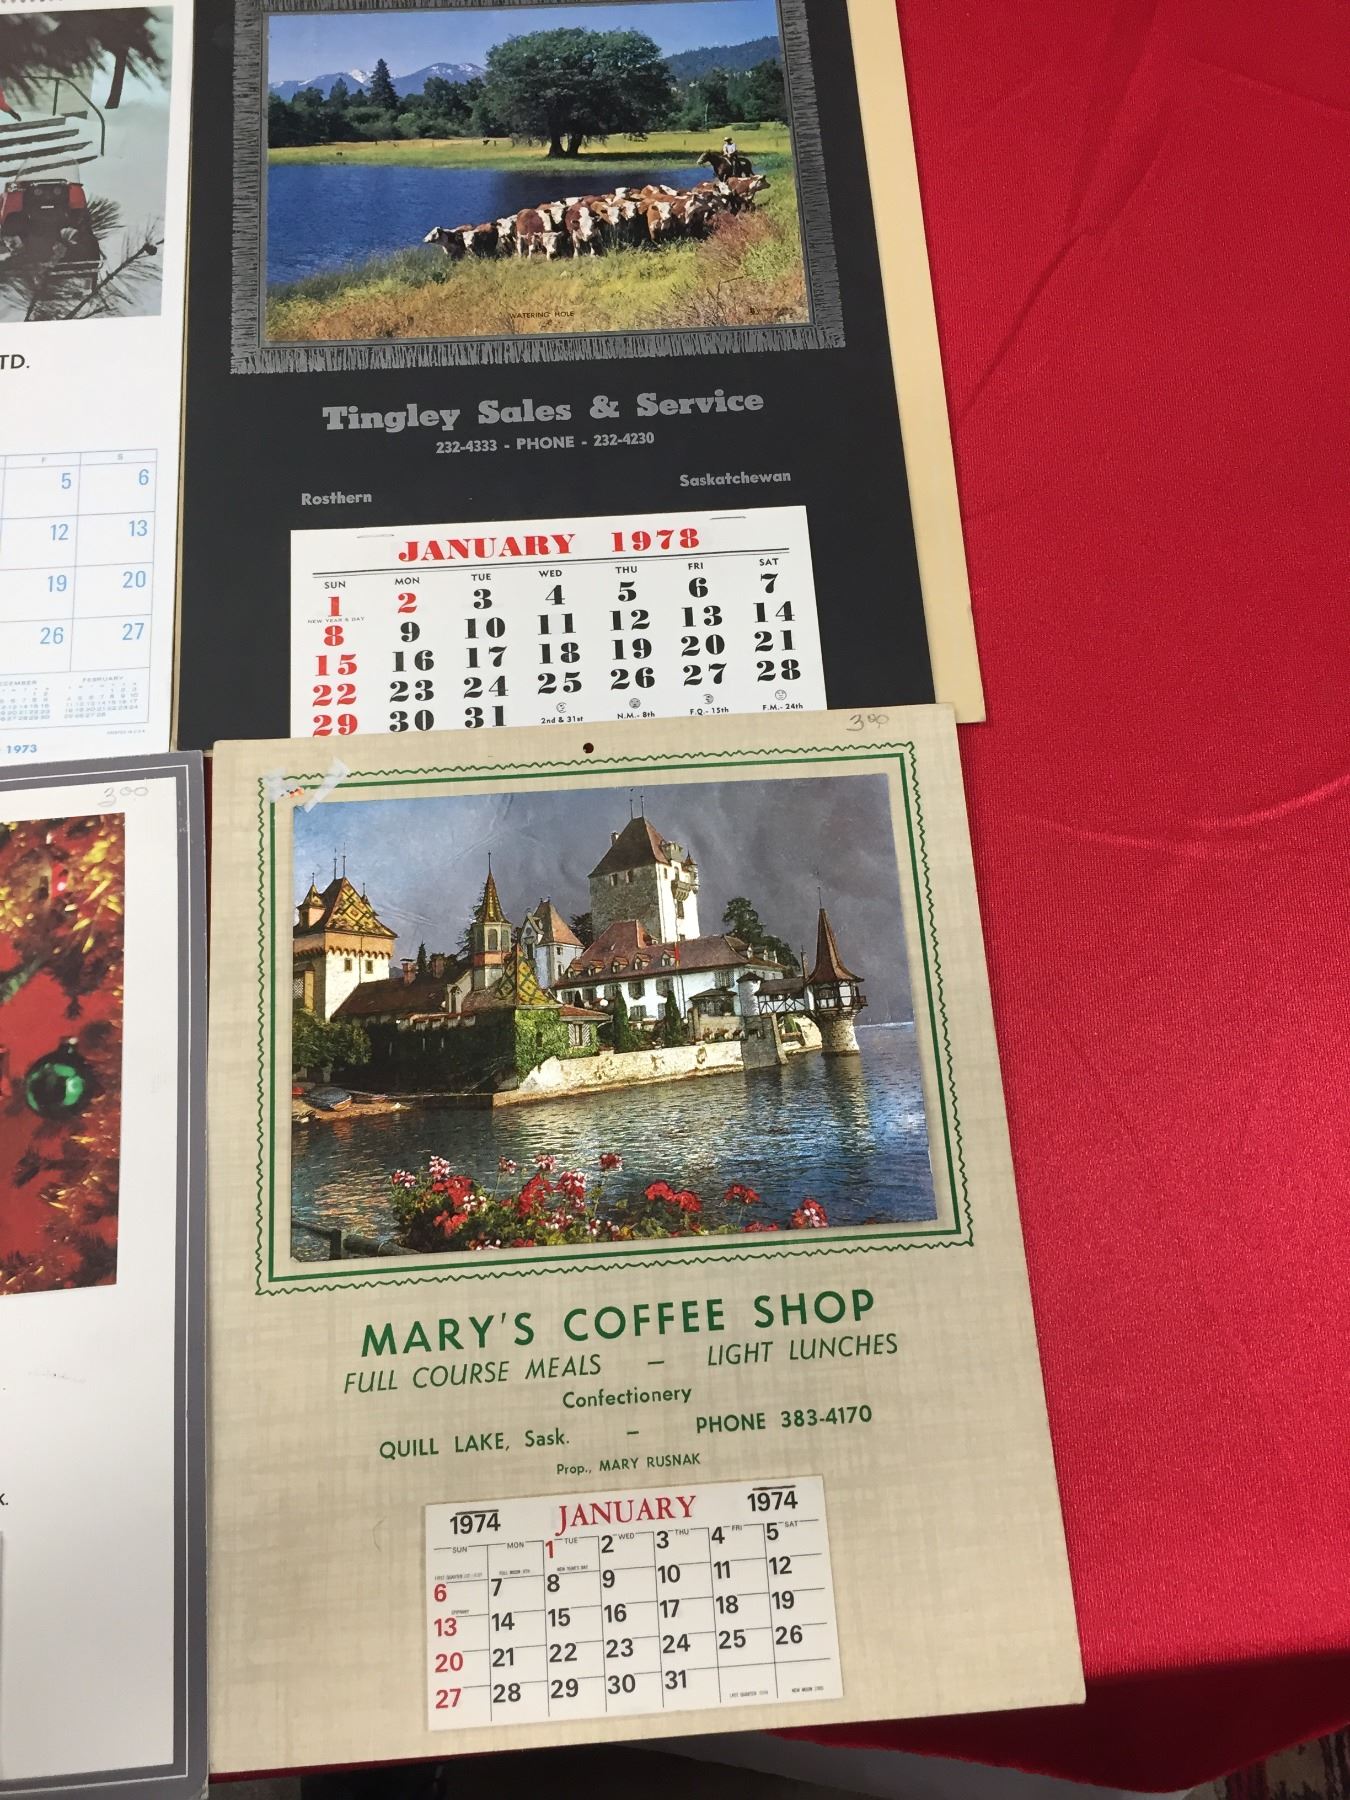 TD.
F S
5 6
12 13
19 20
26 27
FEBRUARY
1973
WATERING HOLE
Tingley Sales & Service
232-4333 - PHONE - 232-4230
Rosthern Saskatchewan
JANUARY 1978
SUN MON TUE WED THU FRI SAT
1 2 3 4 5 6 7
NEW YEAR'S DAY
8 9 10 11 12 13 14
15 16 17 18 19 20 21
22 23 24 25 26 27 28
29 30 31 2nd & 31st N.M.- 8th F.Q.- 15th F.M.- 24th
3 00
3 00
MARY'S COFFEE SHOP
FULL COURSE MEALS — LIGHT LUNCHES
Confectionery
QUILL LAKE, Sask. — PHONE 383-4170
Prop., MARY RUSNAK
K.
1974 JANUARY 1974
SUN MON TUE WED THU FRI SAT
1 2 3 4 5
6 7 8 9 10 11 12
13 14 15 16 17 18 19
20 21 22 23 24 25 26
27 28 29 30 31